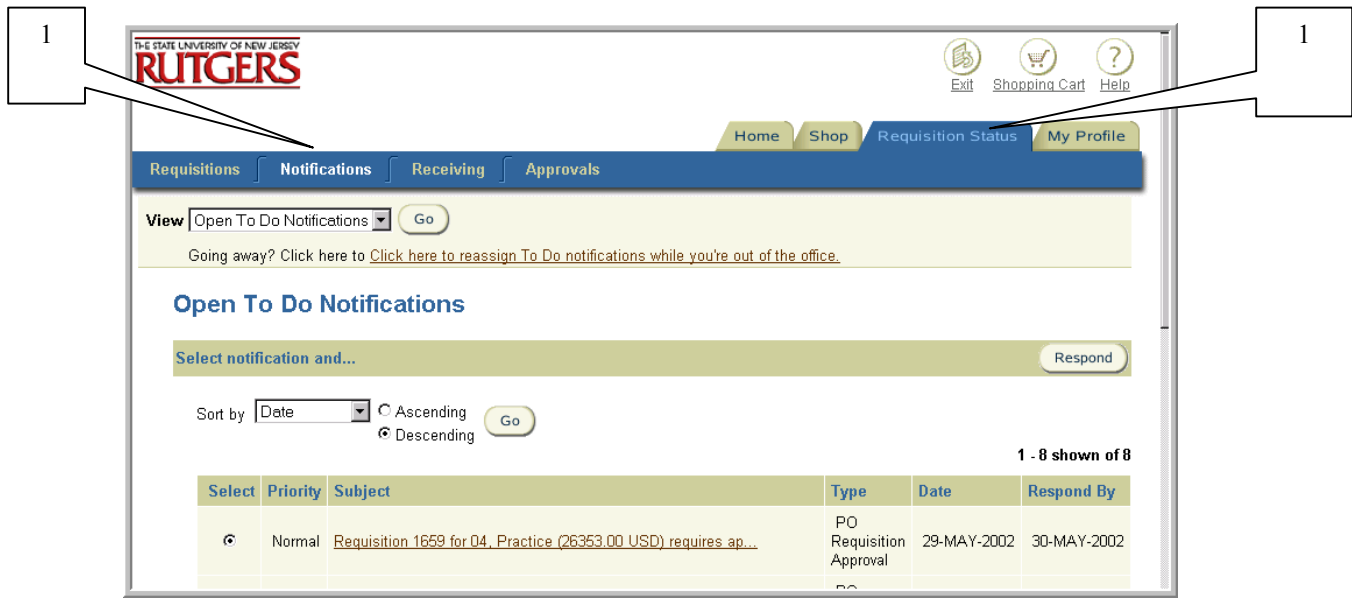 1
1
THE STATE UNIVERSITY OF NEW JERSEY
RUTGERS
Exit Shopping Cart Help
Home Shop Requisition Status My Profile
Requisitions Notifications Receiving Approvals
View Open To Do Notifications Go
Going away? Click here to Click here to reassign To Do notifications while you're out of the office.
Open To Do Notifications
Select notification and... Respond
Sort by Date Ascending Go
Descending
1 - 8 shown of 8
Select Priority Subject Type Date Respond By
Normal Requisition 1659 for 04, Practice (26353.00 USD) requires ap... PO Requisition Approval 29-MAY-2002 30-MAY-2002